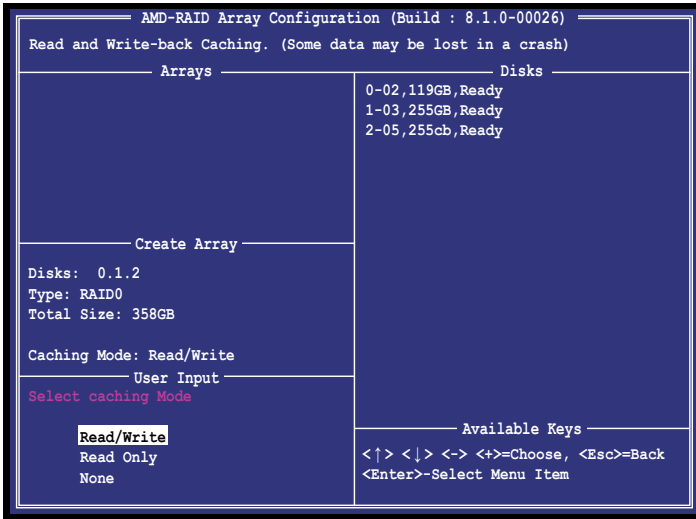 AMD-RAID Array Configuration (Build : 8.1.0-00026)
Read and Write-back Caching. (Some data may be lost in a crash)
Arrays
Disks
0-02,119GB,Ready
1-03,255GB,Ready
2-05,255cb,Ready
Create Array
Disks: 0.1.2
Type: RAID0
Total Size: 358GB
Caching Mode: Read/Write
User Input
Select caching Mode
Read/Write
Read Only
None
Available Keys
<↑> <↓> <-> <+>=Choose, <Esc>=Back
<Enter>-Select Menu Item